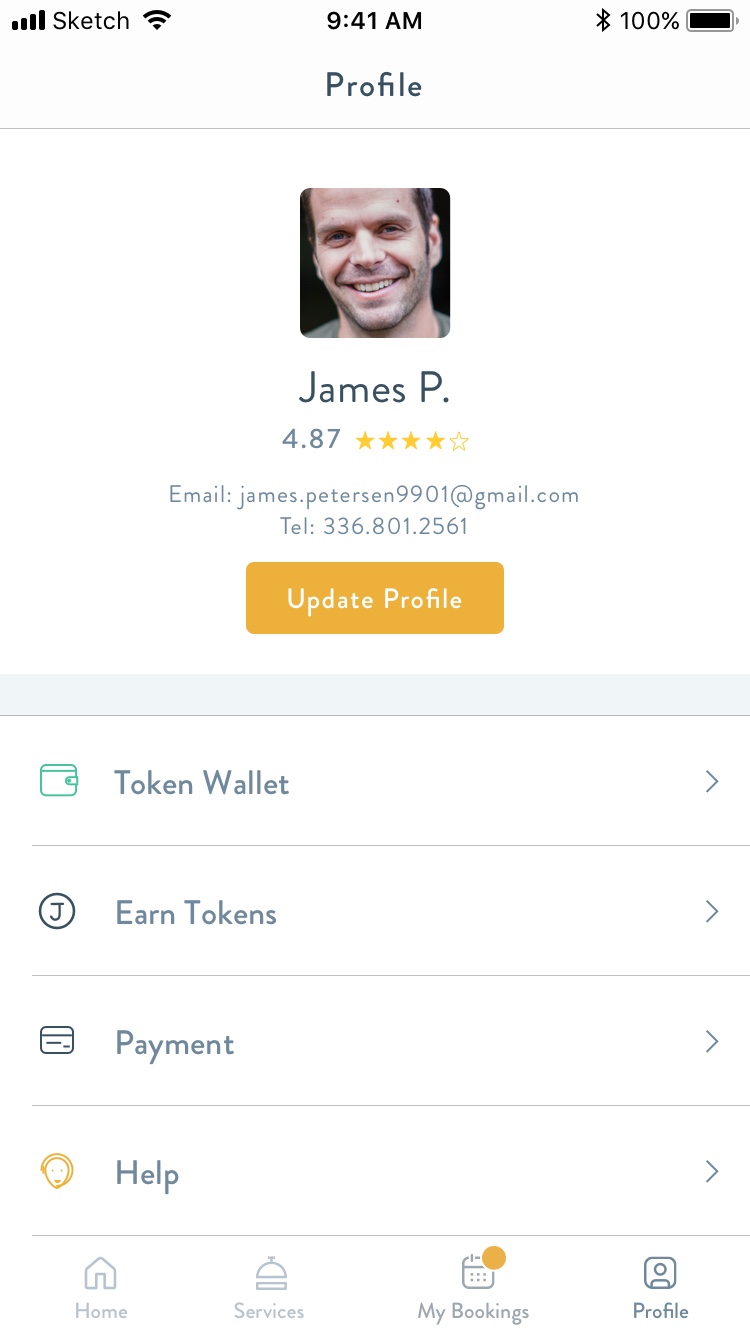 Sketch 9:41 AM 100%
Profile
James P.
4.87 ★★★★☆
Email: james.petersen9901@gmail.com
Tel: 336.801.2561
Update Profile
Token Wallet
J Earn Tokens
Payment
Help
Home Services My Bookings Profile